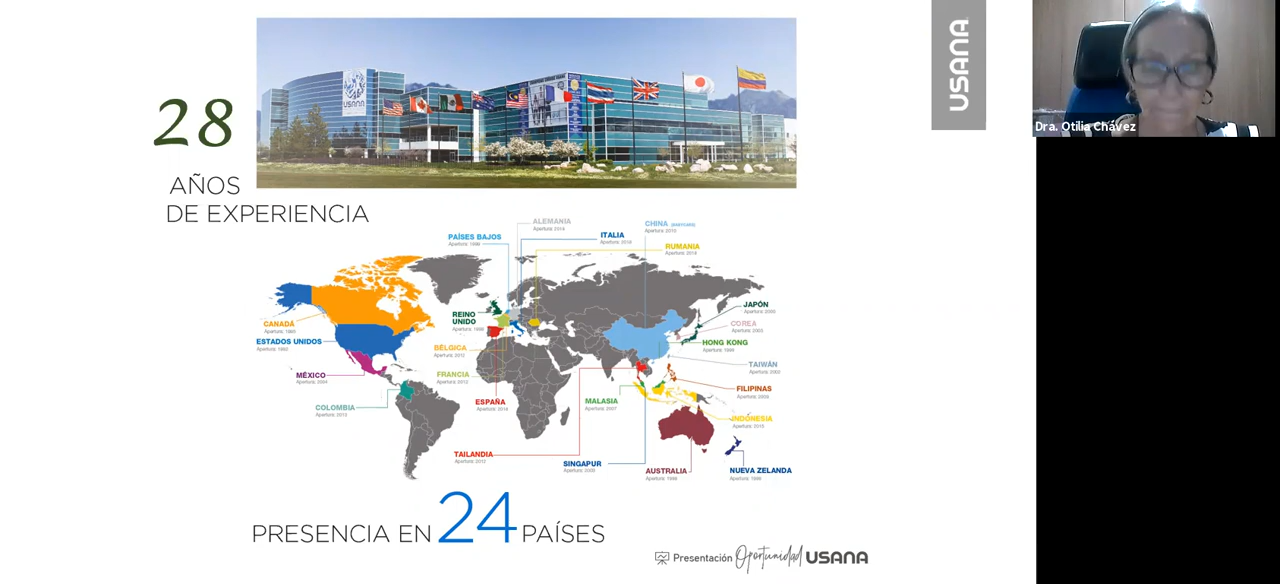 28
AÑOS
DE EXPERIENCIA
USANA
USANA
Dra. Otilia Chávez
ALEMANIA
CHINA
PAÍSES BAJOS
ITALIA
RUMANIA
REINO
UNIDO
JAPÓN
CANADÁ
COREA
ESTADOS UNIDOS
HONG KONG
BÉLGICA
TAIWÁN
MÉXICO
FRANCIA
FILIPINAS
COLOMBIA
ESPAÑA
MALASIA
INDONESIA
TAILANDIA
SINGAPUR
AUSTRALIA
NUEVA ZELANDA
PRESENCIA EN 24 PAÍSES
Presentación Oportunidad USANA